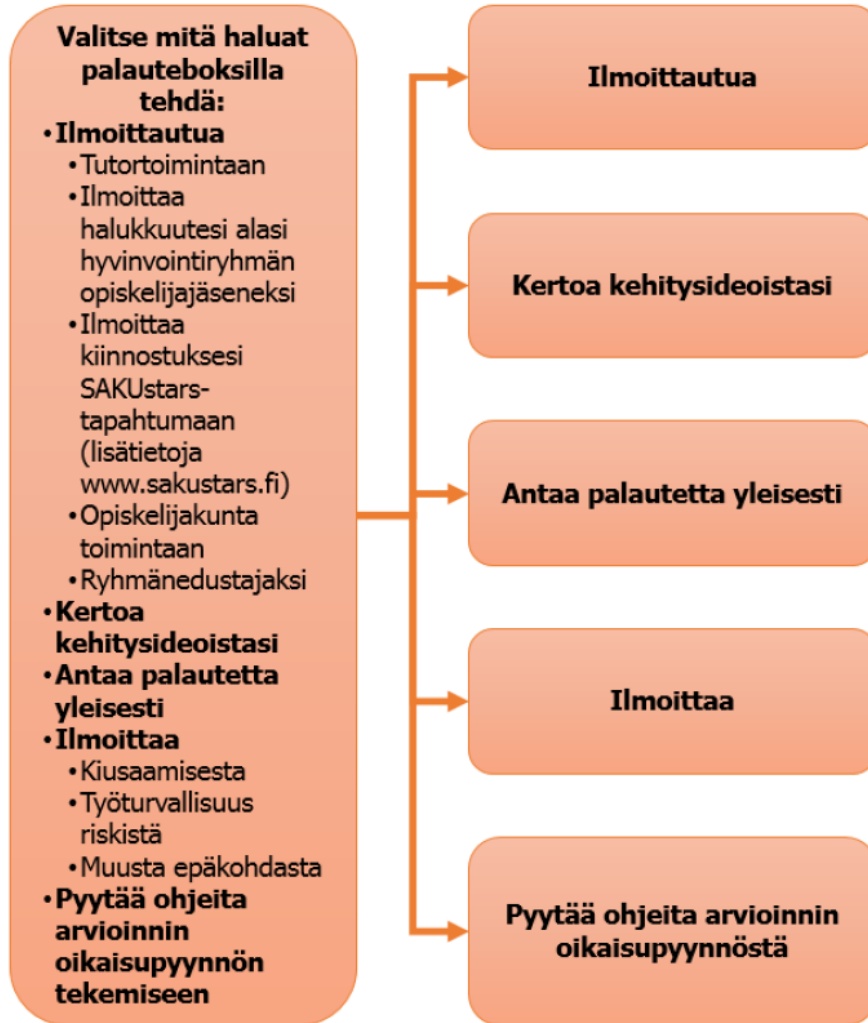 Valitse mitä haluat
palauteboksilla
tehdä:
•Ilmoittautua
•Tutortoimintaan
•Ilmoittaa
halukkuutesi alasi
hyvinvointiryhmän
opiskelijajäseneksi
•Ilmoittaa
kiinnostuksesi
SAKUstars-
tapahtumaan
(lisätietoja
www.sakustars.fi)
•Opiskelijakunta
toimintaan
•Ryhmänedustajaksi
•Kertoa
kehitysideoistasi
•Antaa palautetta
yleisesti
•Ilmoittaa
•Kiusaamisesta
•Työturvallisuus
riskistä
•Muusta epäkohdasta
•Pyytää ohjeita
arvioinnin
oikaisupyynnön
tekemiseen
Ilmoittautua
Kertoa kehitysideoistasi
Antaa palautetta yleisesti
Ilmoittaa
Pyytää ohjeita arvioinnin
oikaisupyynnöstä